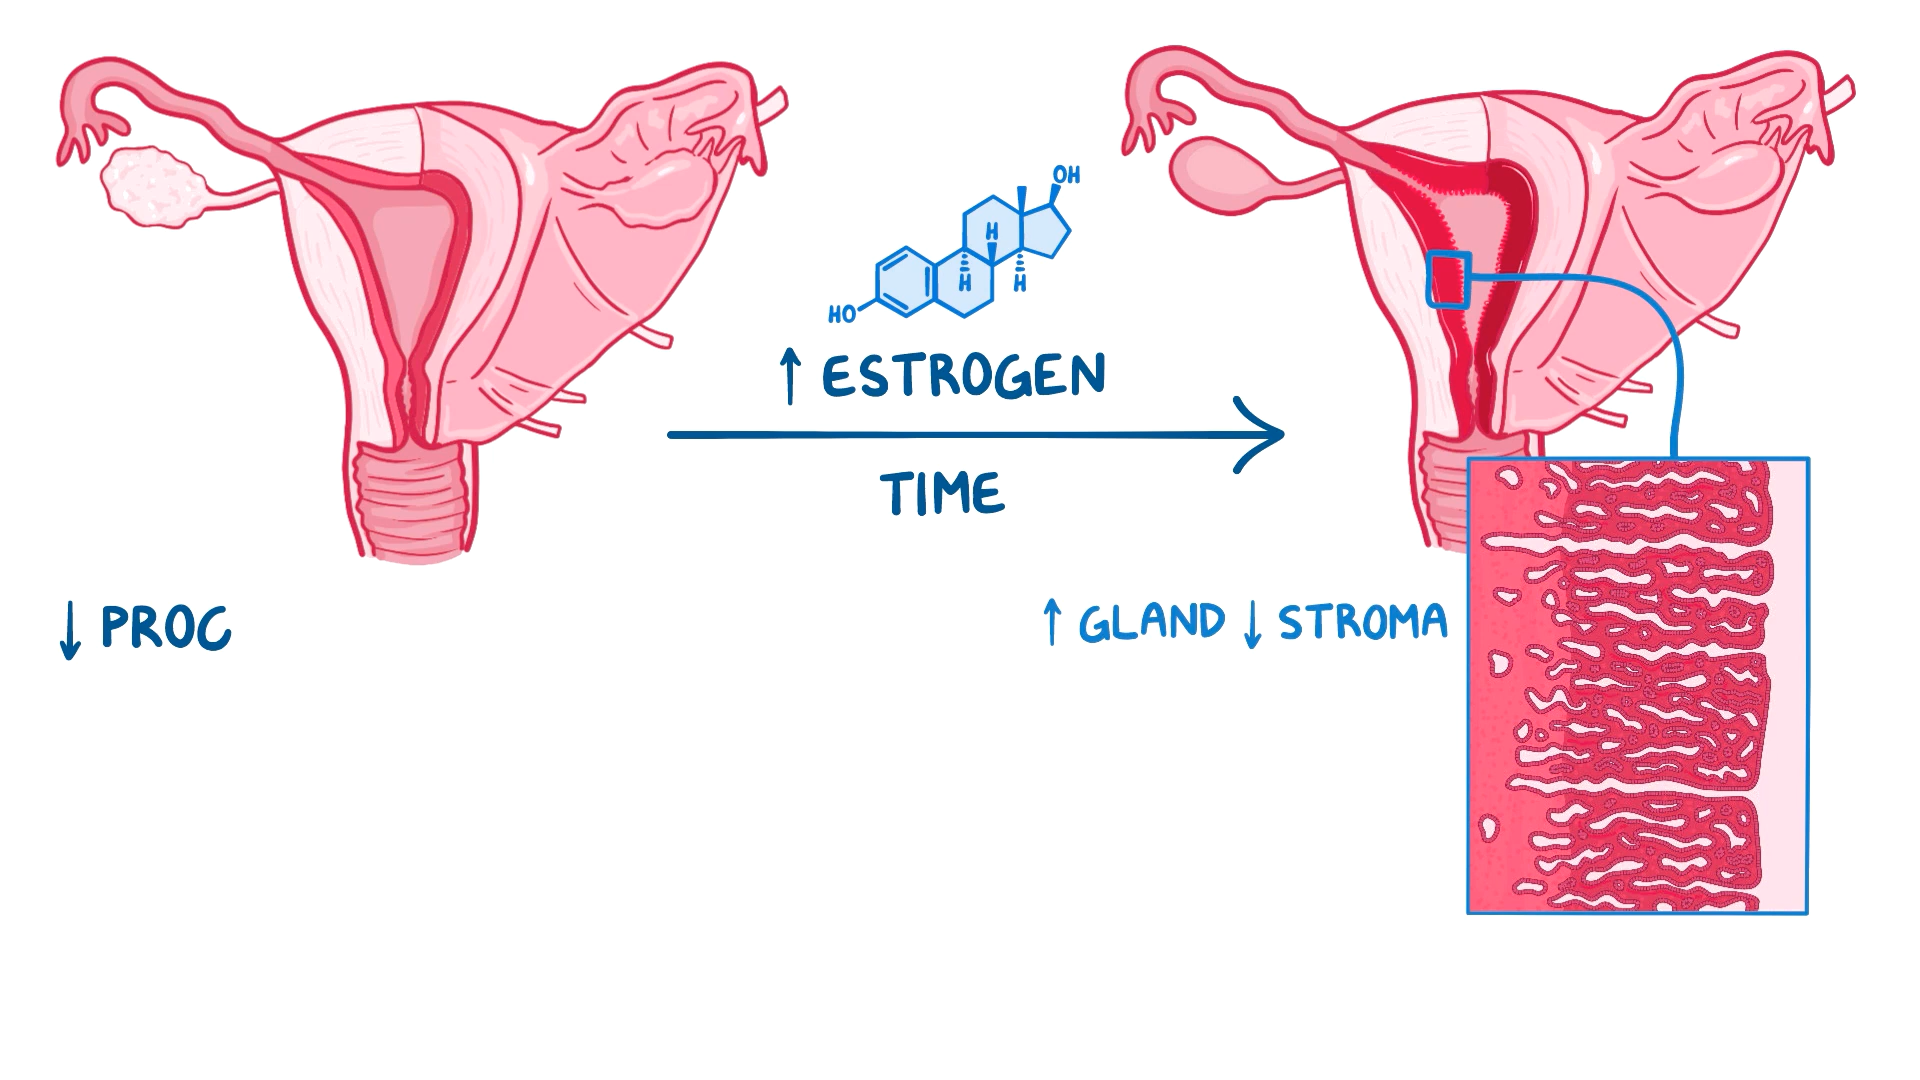 OH
H
H
H
HO
↑ ESTROGEN
TIME
↓ PROC
↑ GLAND ↓ STROMA